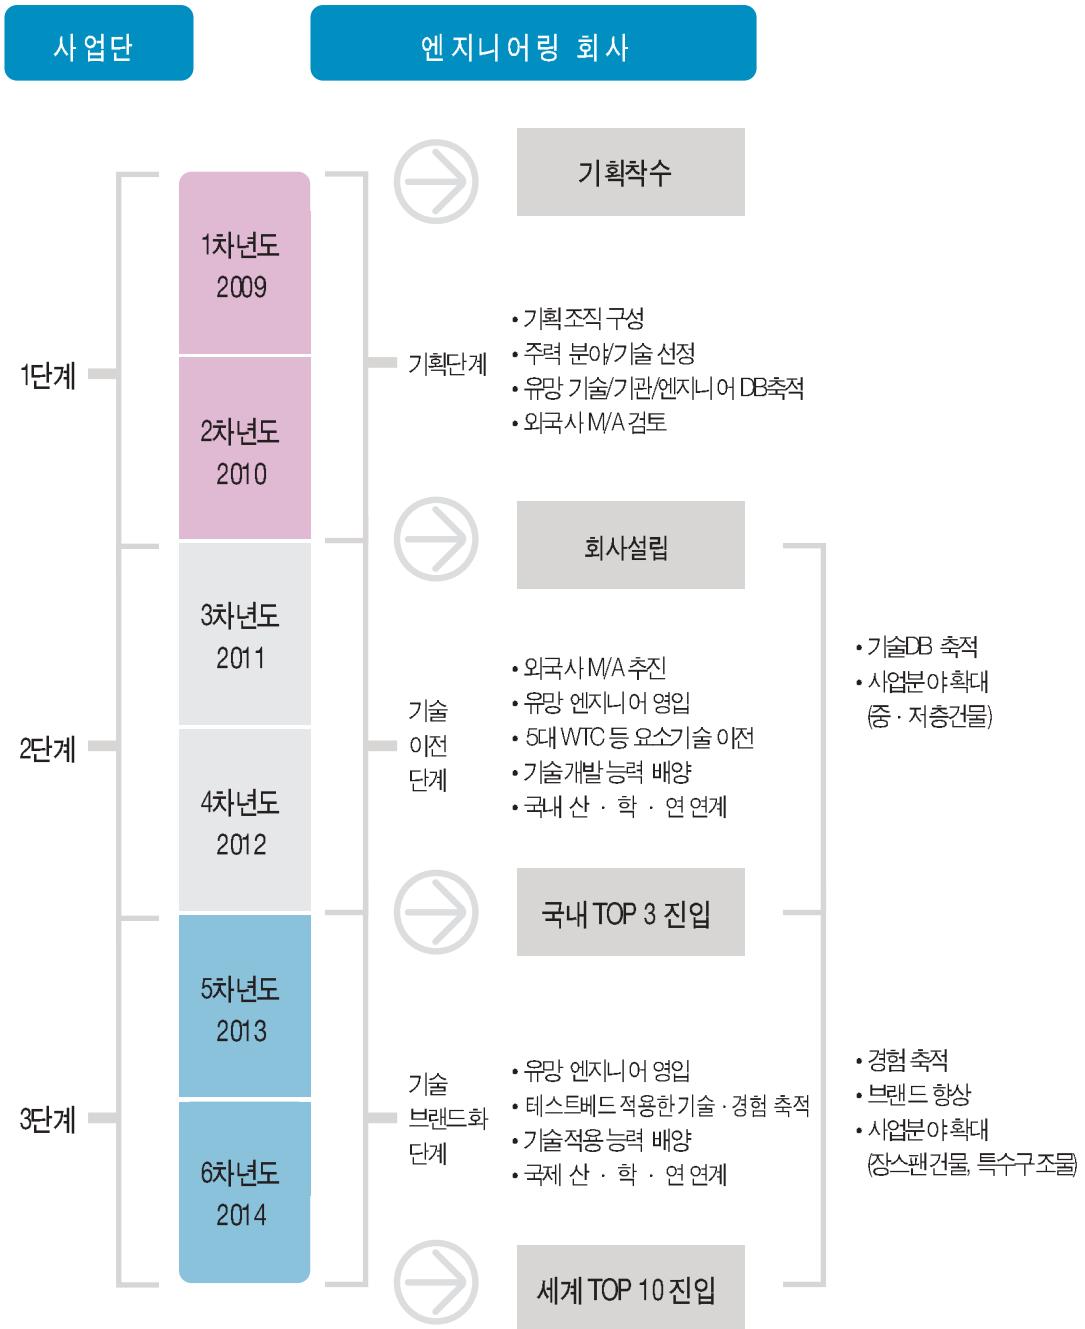 사업단
엔지니어링 회사
기획착수
1차년도
2009
1단계
2차년도
2010
기획단계
• 기획조직 구성
• 주력 분야/기술 선정
• 유망 기술/기관/엔지니어 DB축적
• 외국사 M/A 검토
회사설립
3차년도
2011
2단계
4차년도
2012
기술
이전
단계
• 외국사 M/A 추진
• 유망 엔지니어 영입
• 5대 WTC 등 요소기술 이전
• 기술개발 능력 배양
• 국내 산 · 학 · 연 연계
• 기술DB 축적
• 사업분야 확대
(중 · 저층건물)
국내 TOP 3 진입
5차년도
2013
3단계
6차년도
2014
기술
브랜드화
단계
• 유망 엔지니어 영입
• 테스트베드 적용한 기술 · 경험 축적
• 기술적용 능력 배양
• 국제 산 · 학 · 연 연계
• 경험 축적
• 브랜드 향상
• 사업분야 확대
(장스팬건물, 특수구조물)
세계 TOP 10 진입